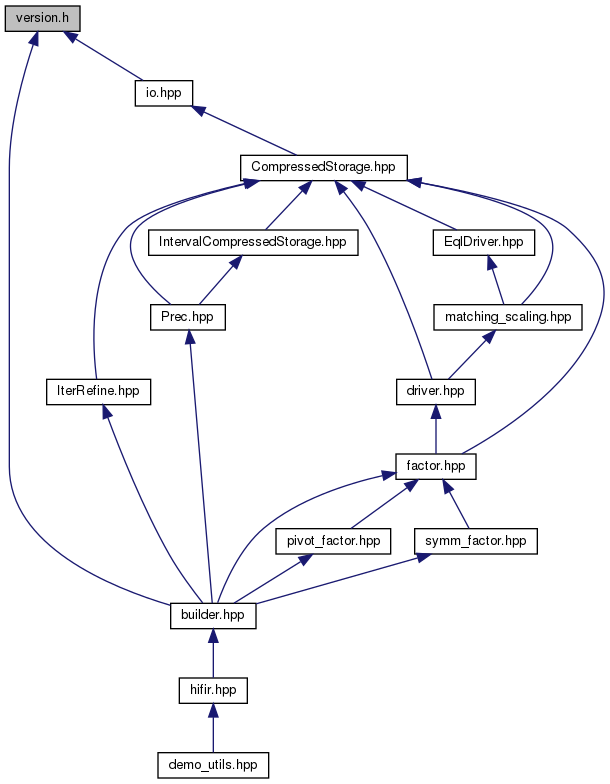 version.h
io.hpp
CompressedStorage.hpp
IntervalCompressedStorage.hpp
EqlDriver.hpp
Prec.hpp
matching_scaling.hpp
IterRefine.hpp
driver.hpp
factor.hpp
pivot_factor.hpp
symm_factor.hpp
builder.hpp
hifir.hpp
demo_utils.hpp